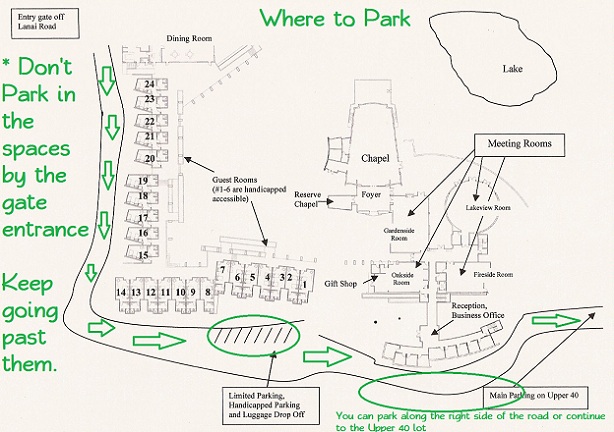 Entry gate off
Lanai Road
Where to Park
Dining Room
Lake
* Don't
Park in
the
spaces
by the
gate
entrance
Keep
going
past
them.
24
23
22
21
20
19
18
17
16
15
14 13 12 11 10 9 8
7 6 5 4 3 2 1
Guest Rooms
(#1-6 are handicapped
accessible)
Chapel
Foyer
Reserve
Chapel
Meeting Rooms
Lakeview Room
Gardenside
Room
Gift Shop
Oakside
Room
Fireside Room
Reception,
Business Office
Limited Parking,
Handicapped Parking
and Luggage Drop Off
Main Parking on Upper 40
You can park along the right side of the road or continue
to the Upper 40 lot